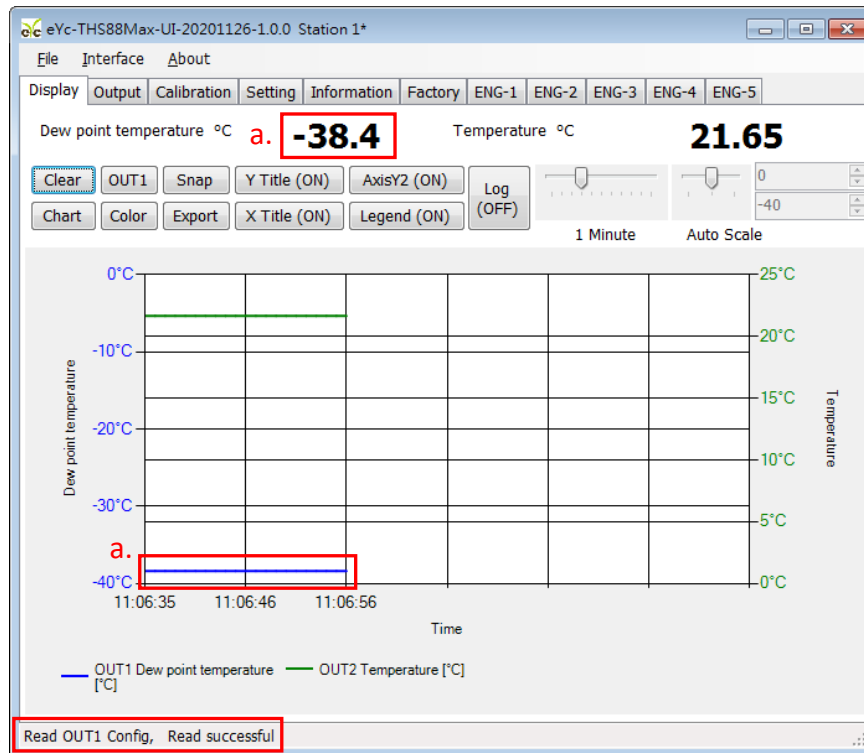 eYc eYc-THS88Max-UI-20201126-1.0.0 Station 1*
File Interface About
Display Output Calibration Setting Information Factory ENG-1 ENG-2 ENG-3 ENG-4 ENG-5
Dew point temperature °C a. -38.4 Temperature °C 21.65
Clear OUT1 Snap Y Title (ON) AxisY2 (ON) Log (OFF) 0
Chart Color Export X Title (ON) Legend (ON) -40
1 Minute Auto Scale
0°C 25°C
20°C
-10°C
15°C
-20°C
10°C
-30°C
5°C
a.
-40°C 0°C
Dew point temperature
Temperature
11:06:35 11:06:46 11:06:56
Time
OUT1 Dew point temperature [°C] OUT2 Temperature [°C]
Read OUT1 Config, Read successful